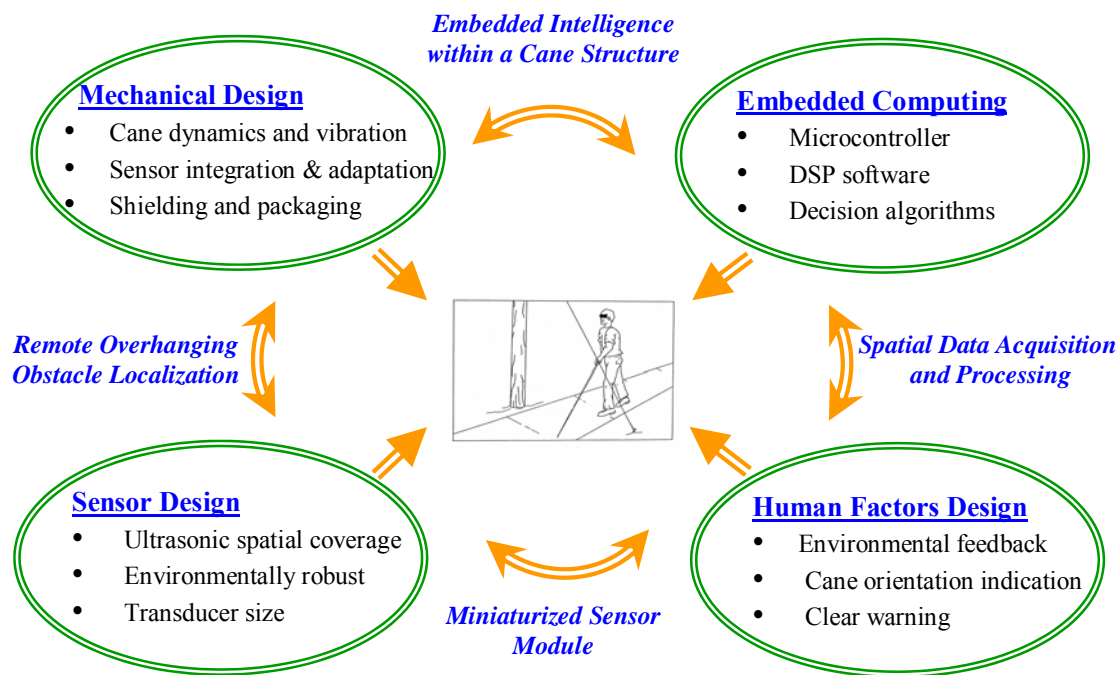 Embedded Intelligence
within a Cane Structure
Mechanical Design
• Cane dynamics and vibration
• Sensor integration & adaptation
• Shielding and packaging
Embedded Computing
• Microcontroller
• DSP software
• Decision algorithms
Remote Overhanging
Obstacle Localization
Spatial Data Acquisition
and Processing
Sensor Design
• Ultrasonic spatial coverage
• Environmentally robust
• Transducer size
Human Factors Design
• Environmental feedback
• Cane orientation indication
• Clear warning
Miniaturized Sensor
Module